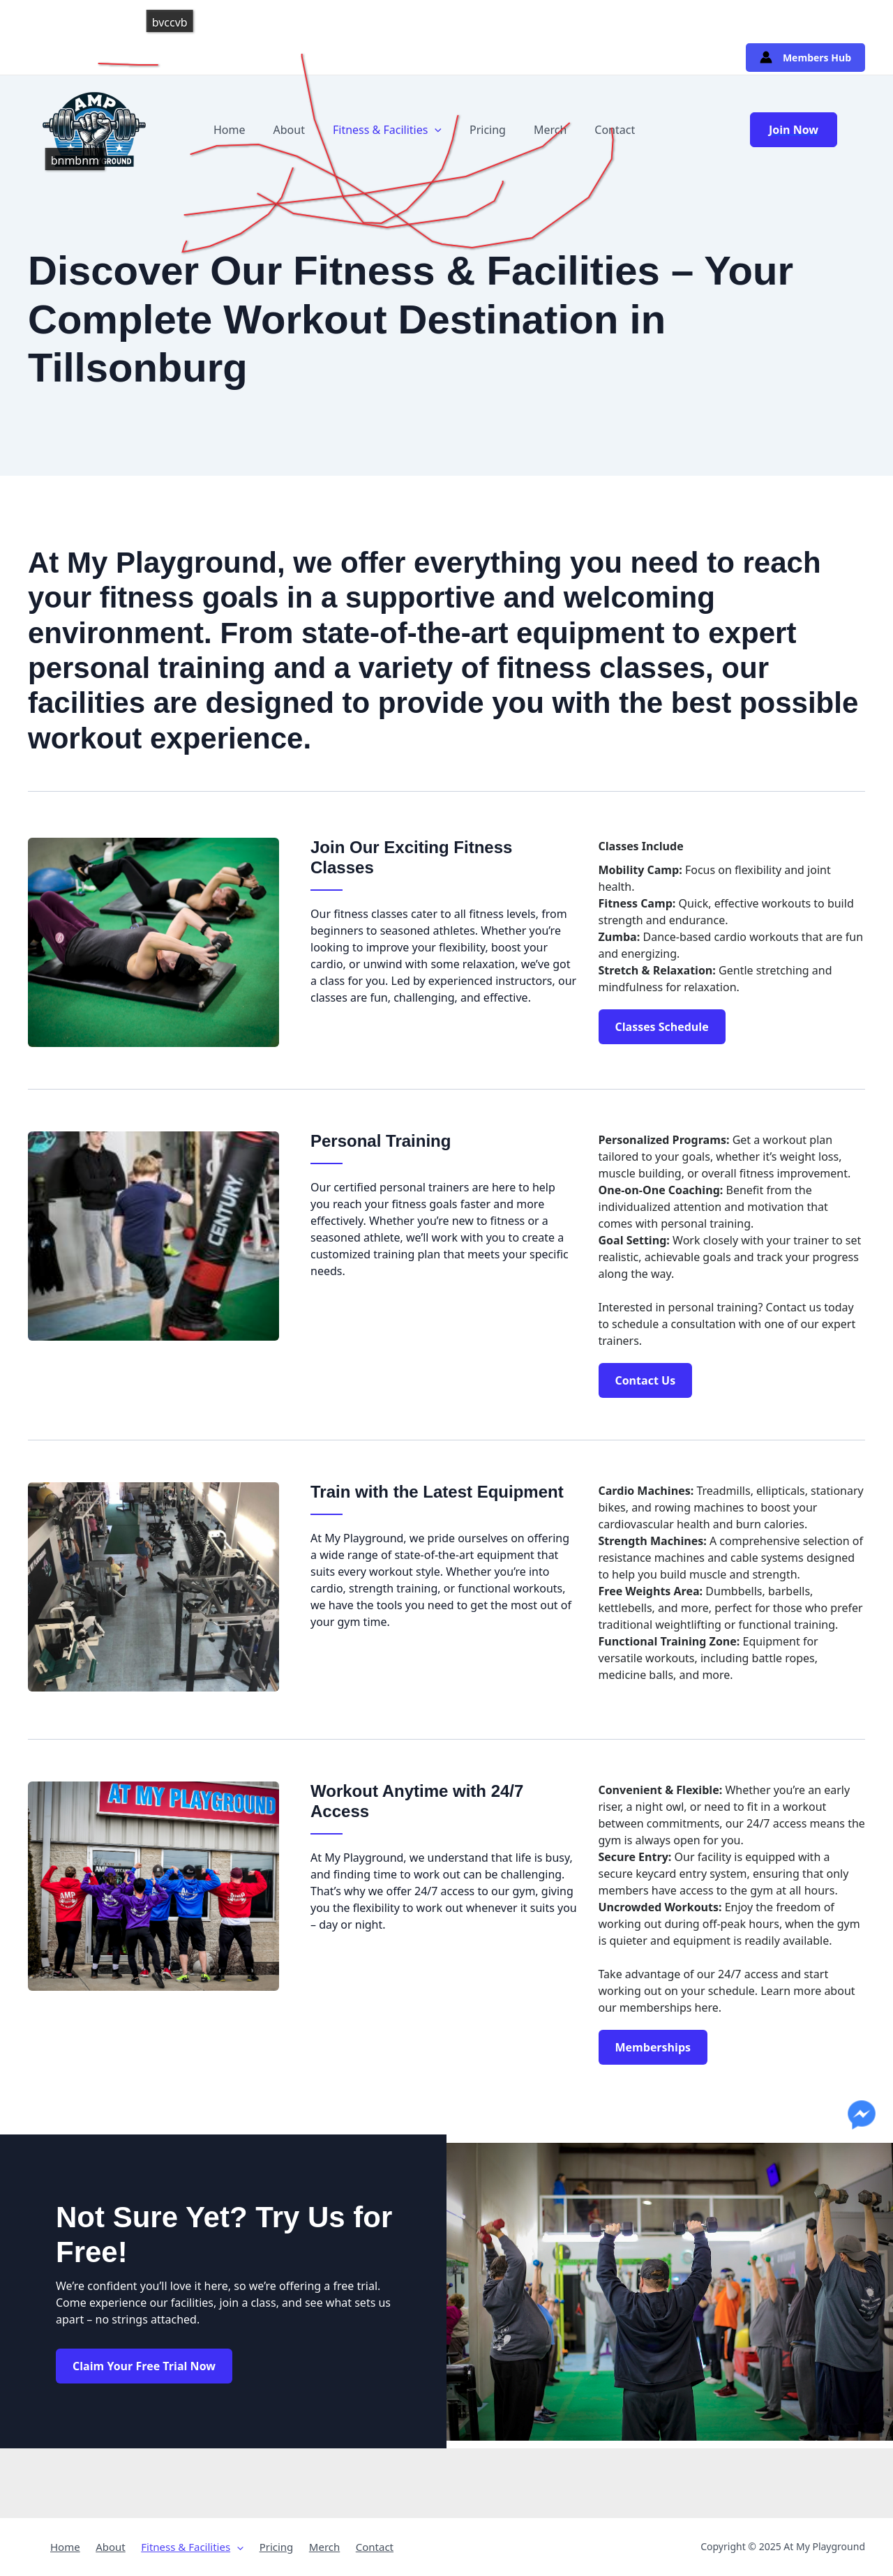 bvccvb
Members Hub
AMP
bnmbnm
GROUND
Home About Fitness & Facilities Pricing Merch Contact
Join Now
Discover Our Fitness & Facilities – Your
Complete Workout Destination in
Tillsonburg
At My Playground, we offer everything you need to reach
your fitness goals in a supportive and welcoming
environment. From state-of-the-art equipment to expert
personal training and a variety of fitness classes, our
facilities are designed to provide you with the best possible
workout experience.
Join Our Exciting Fitness
Classes
Our fitness classes cater to all fitness levels, from
beginners to seasoned athletes. Whether you’re
looking to improve your flexibility, boost your
cardio, or unwind with some relaxation, we’ve got
a class for you. Led by experienced instructors, our
classes are fun, challenging, and effective.
Classes Include
Mobility Camp: Focus on flexibility and joint
health.
Fitness Camp: Quick, effective workouts to build
strength and endurance.
Zumba: Dance-based cardio workouts that are fun
and energizing.
Stretch & Relaxation: Gentle stretching and
mindfulness for relaxation.
Classes Schedule
CENTURY
Personal Training
Our certified personal trainers are here to help
you reach your fitness goals faster and more
effectively. Whether you’re new to fitness or a
seasoned athlete, we’ll work with you to create a
customized training plan that meets your specific
needs.
Personalized Programs: Get a workout plan
tailored to your goals, whether it’s weight loss,
muscle building, or overall fitness improvement.
One-on-One Coaching: Benefit from the
individualized attention and motivation that
comes with personal training.
Goal Setting: Work closely with your trainer to set
realistic, achievable goals and track your progress
along the way.
Interested in personal training? Contact us today
to schedule a consultation with one of our expert
trainers.
Contact Us
Train with the Latest Equipment
At My Playground, we pride ourselves on offering
a wide range of state-of-the-art equipment that
suits every workout style. Whether you’re into
cardio, strength training, or functional workouts,
we have the tools you need to get the most out of
your gym time.
Cardio Machines: Treadmills, ellipticals, stationary
bikes, and rowing machines to boost your
cardiovascular health and burn calories.
Strength Machines: A comprehensive selection of
resistance machines and cable systems designed
to help you build muscle and strength.
Free Weights Area: Dumbbells, barbells,
kettlebells, and more, perfect for those who prefer
traditional weightlifting or functional training.
Functional Training Zone: Equipment for
versatile workouts, including battle ropes,
medicine balls, and more.
AT MY PLAYGROUND
AMP
Workout Anytime with 24/7
Access
At My Playground, we understand that life is busy,
and finding time to work out can be challenging.
That’s why we offer 24/7 access to our gym, giving
you the flexibility to work out whenever it suits you
– day or night.
Convenient & Flexible: Whether you’re an early
riser, a night owl, or need to fit in a workout
between commitments, our 24/7 access means the
gym is always open for you.
Secure Entry: Our facility is equipped with a
secure keycard entry system, ensuring that only
members have access to the gym at all hours.
Uncrowded Workouts: Enjoy the freedom of
working out during off-peak hours, when the gym
is quieter and equipment is readily available.
Take advantage of our 24/7 access and start
working out on your schedule. Learn more about
our memberships here.
Memberships
Not Sure Yet? Try Us for
Free!
We’re confident you’ll love it here, so we’re offering a free trial.
Come experience our facilities, join a class, and see what sets us
apart – no strings attached.
Claim Your Free Trial Now
Home About Fitness & Facilities Pricing Merch Contact
Copyright © 2025 At My Playground